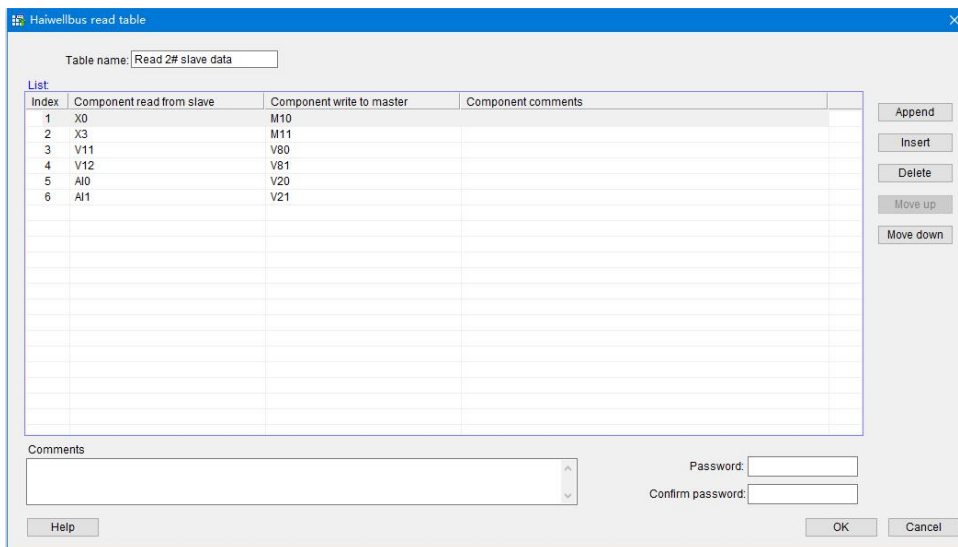 Haiwellbus read table
Table name: Read 2# slave data
List:
Index Component read from slave Component write to master Component comments
1 X0 M10
2 X3 M11
3 V11 V80
4 V12 V81
5 AI0 V20
6 AI1 V21
Append
Insert
Delete
Move up
Move down
Comments
Password:
Confirm password:
Help OK Cancel